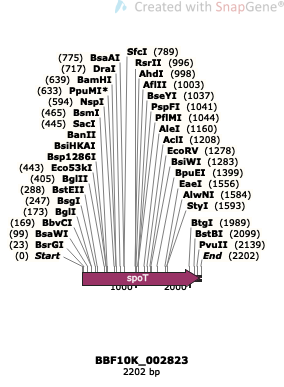 Created with SnapGene®
SfcI (789)
(775) BsaAI
RsrII (996)
(717) DraI
AhdI (998)
(639) BamHI
AflII (1003)
(633) PpuMI*
BseYI (1037)
(594) NspI
PspFI (1041)
(465) BsmI
PflMI (1044)
(445) SacI
AleI (1160)
BanII
AclI (1208)
BsiHKAI
EcoRV (1278)
Bsp1286I
BsiWI (1283)
(443) Eco53kI
BpuEI (1399)
(405) BglII
EaeI (1556)
(288) BstEII
AlwNI (1584)
(247) BsgI
StyI (1593)
(173) BglI
BtgI (1989)
(169) BbvCI
BstBI (2099)
(99) BsaWI
PvuII (2139)
(23) BsrGI
End (2202)
(0) Start
spoT
1000 2000
BBF10K_002823
2202 bp